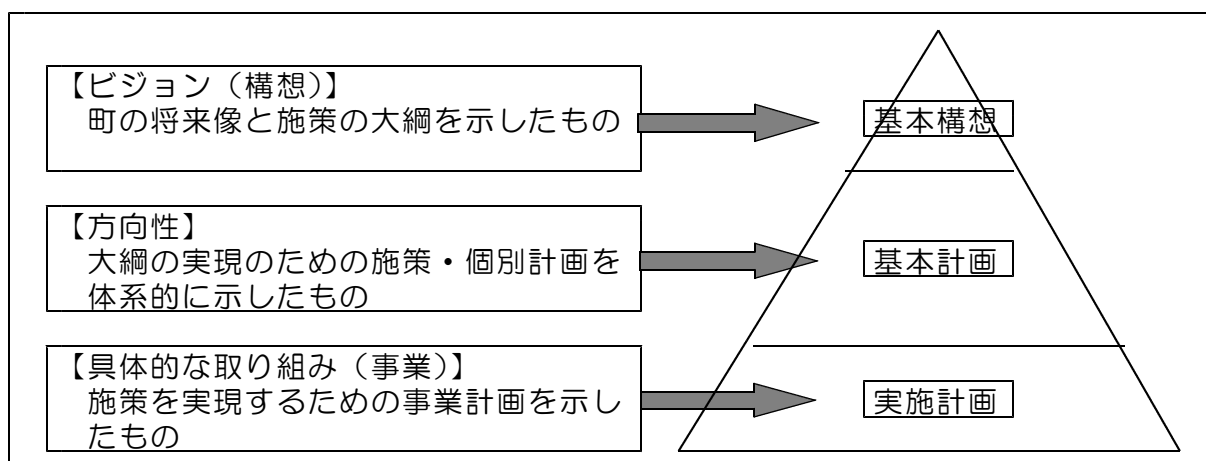 【ビジョン（構想）】
町の将来像と施策の大綱を示したもの
基本構想
【方向性】
大綱の実現のための施策・個別計画を
体系的に示したもの
基本計画
【具体的な取り組み（事業）】
施策を実現するための事業計画を示し
たもの
実施計画